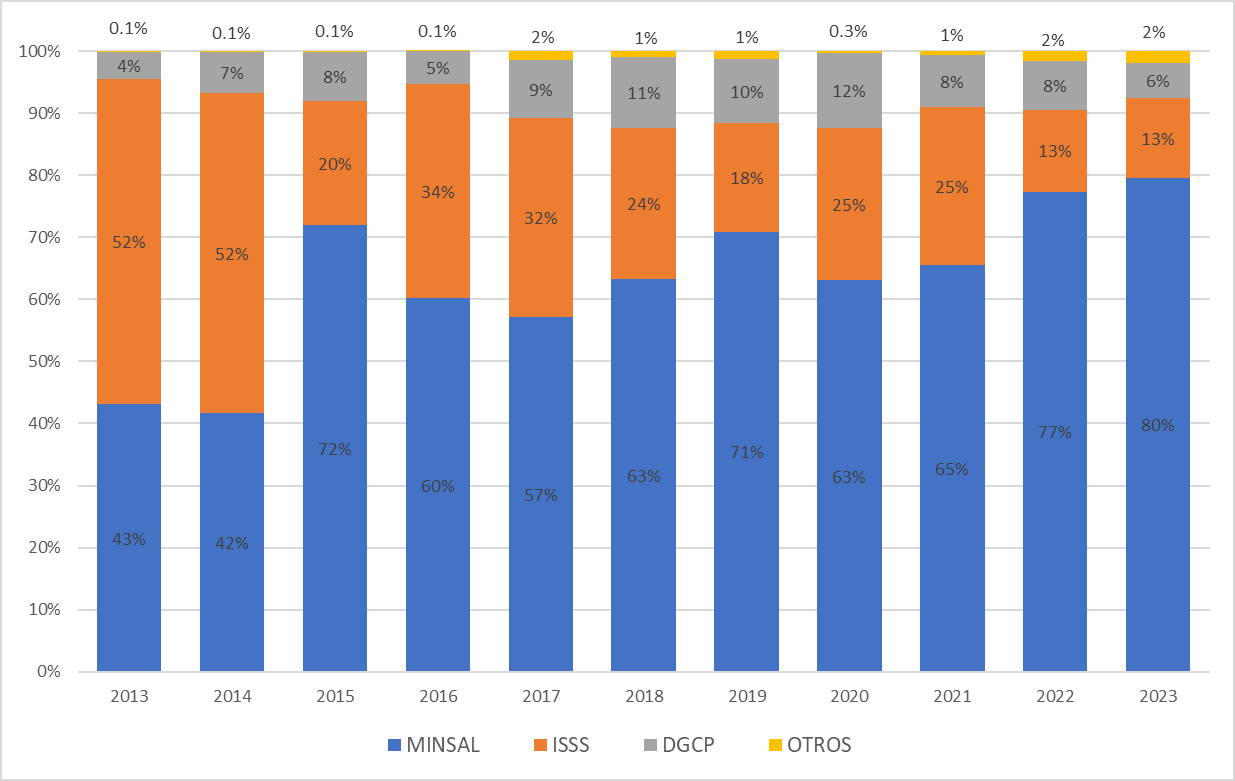 0.1% 0.1% 0.1% 0.1% 2% 1% 1% 0.3% 1% 2% 2%
100%
4% 7% 8% 5% 9% 11% 10% 12% 8% 8% 6%
90%
80%
52% 52% 20% 34% 32% 24% 18% 25% 25% 13% 13%
70%
60%
50%
43% 42% 72% 60% 57% 63% 71% 63% 65% 77% 80%
40%
30%
20%
10%
0%
2013 2014 2015 2016 2017 2018 2019 2020 2021 2022 2023
MINSAL ISSS DGCP OTROS